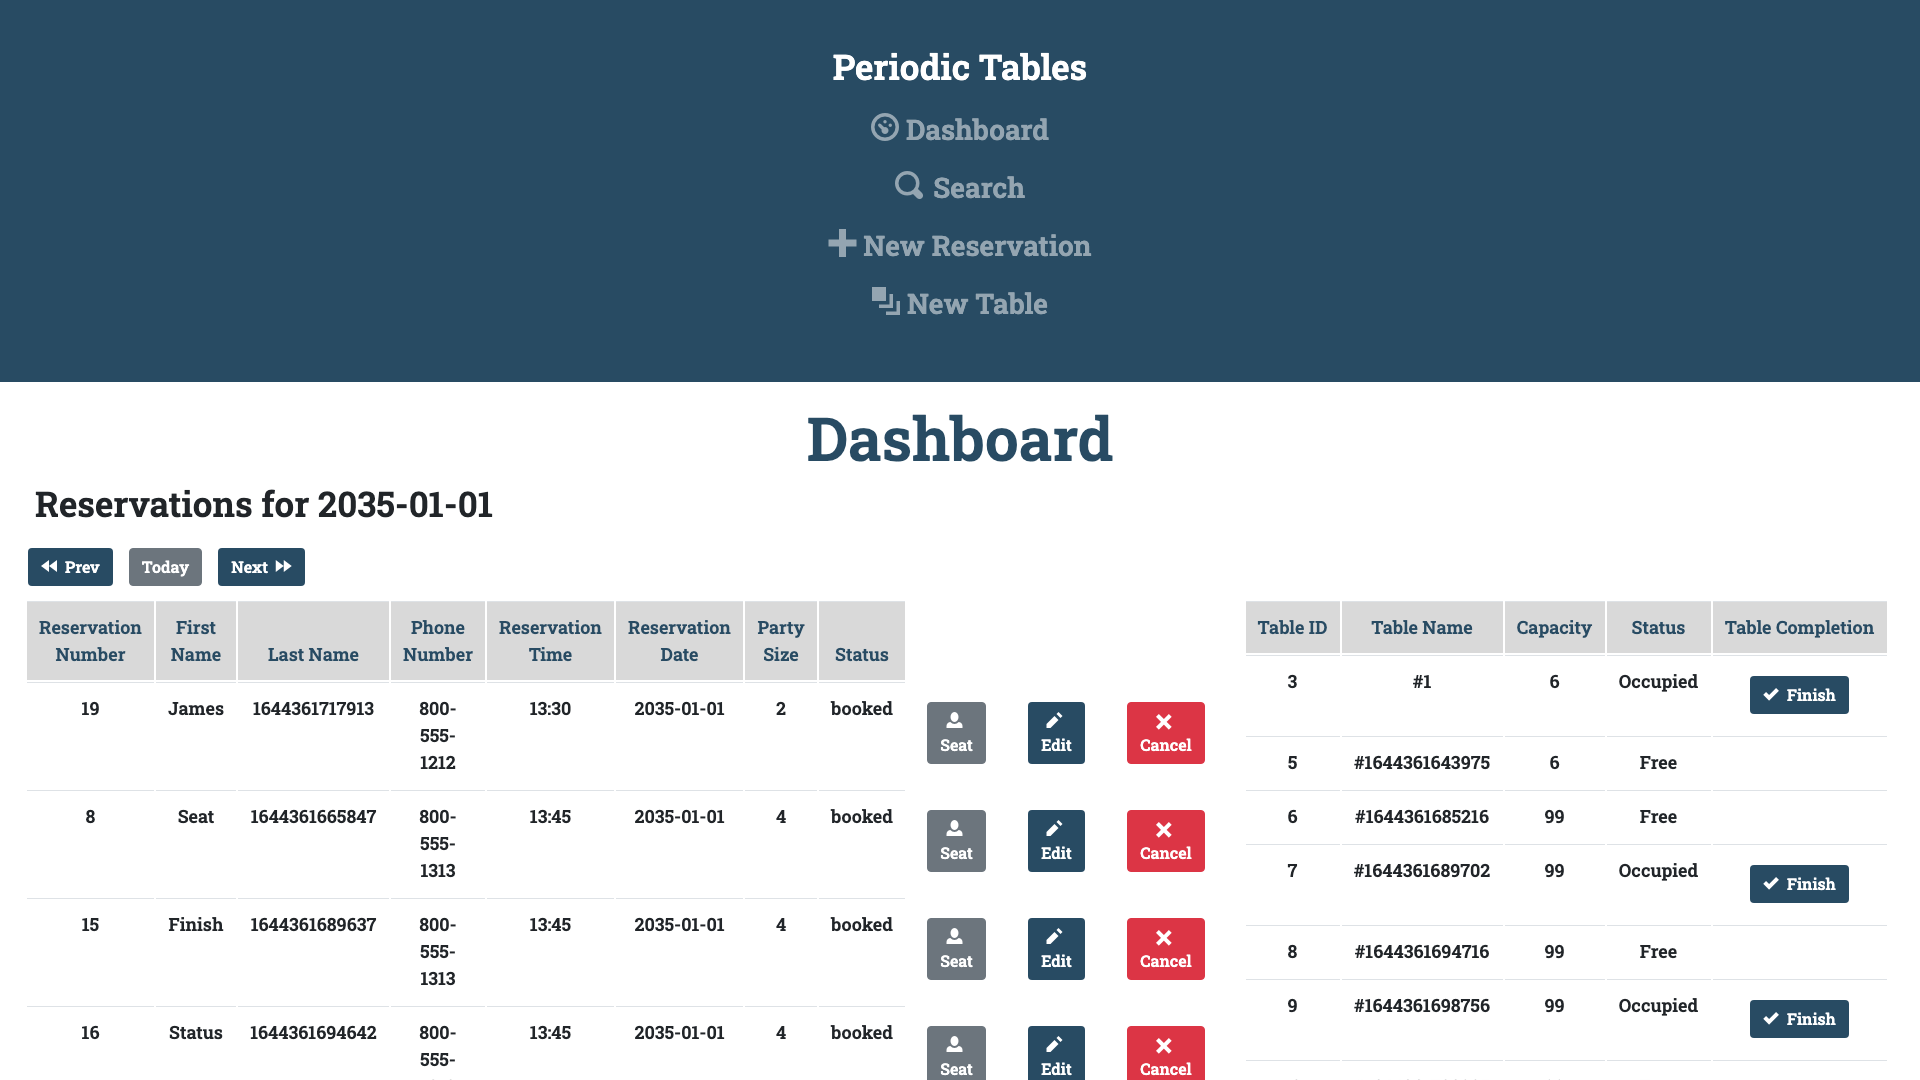 Periodic Tables
Dashboard
Search
New Reservation
New Table
Dashboard
Reservations for 2035-01-01
Prev
Today
Next
Reservation Number
First Name
Last Name
Phone Number
Reservation Time
Reservation Date
Party Size
Status
19 James 1644361717913 800-555-1212 13:30 2035-01-01 2 booked Seat Edit Cancel
8 Seat 1644361665847 800-555-1313 13:45 2035-01-01 4 booked Seat Edit Cancel
15 Finish 1644361689637 800-555-1313 13:45 2035-01-01 4 booked Seat Edit Cancel
16 Status 1644361694642 800-555- 13:45 2035-01-01 4 booked Seat Edit Cancel
Table ID Table Name Capacity Status Table Completion
3 #1 6 Occupied Finish
5 #1644361643975 6 Free
6 #1644361685216 99 Free
7 #1644361689702 99 Occupied Finish
8 #1644361694716 99 Free
9 #1644361698756 99 Occupied Finish